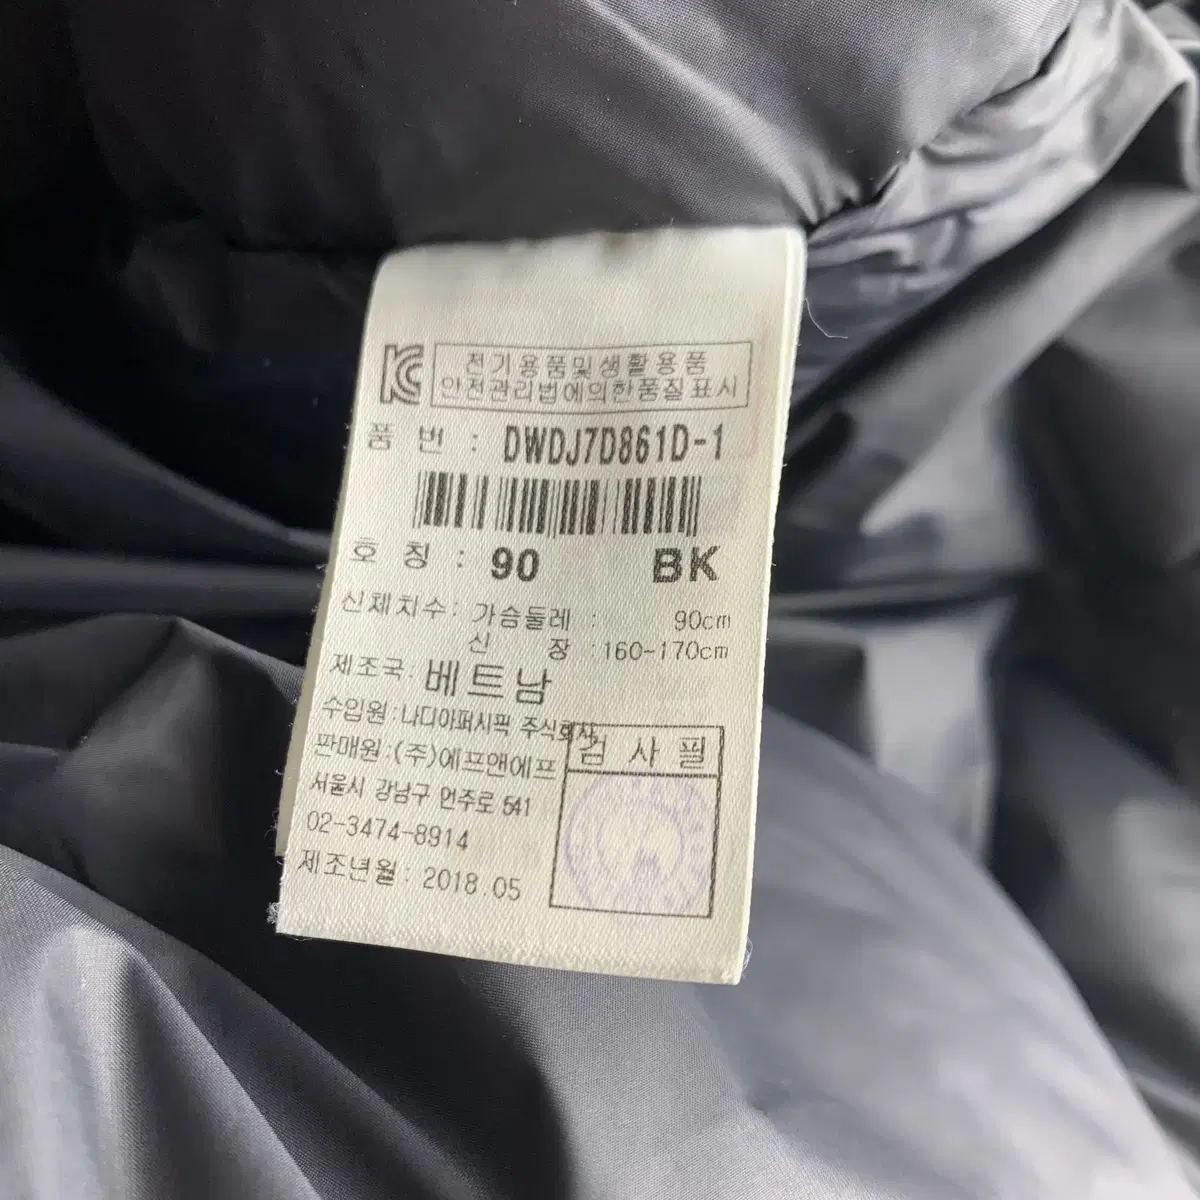 KC 전기용품및생활용품
안전관리법에의한품질표시
품 번 : DWDJ7D861D-1
호 칭 : 90 BK
신체치수: 가슴둘레 : 90cm
신 장 :160-170cm
제조국: 베트남
수입원:나디아퍼시픽 주식회사
판매원:(주)에프앤에프
서울시 강남구 언주로 541
02-3474-8914
제조년월: 2018.05
검 사 필